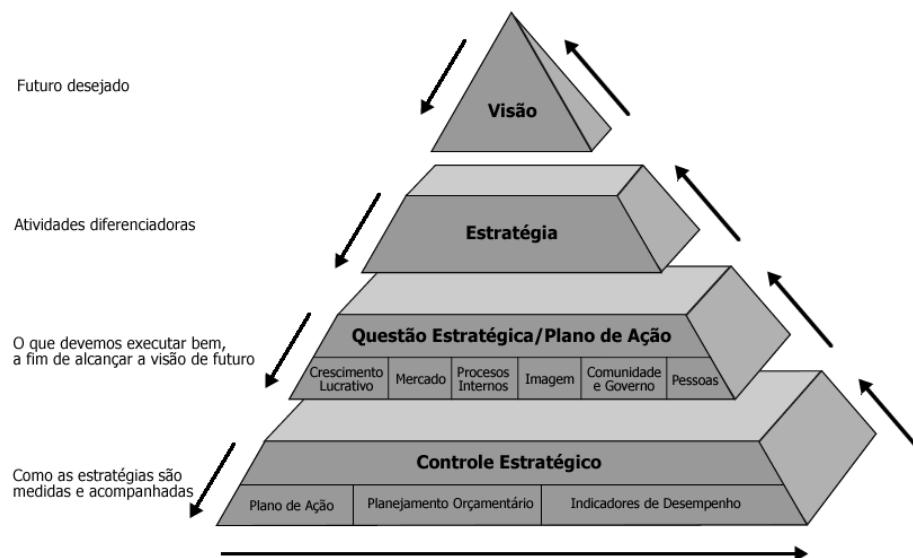 Futuro desejado
Visão
Atividades diferenciadoras
Estratégia
O que devemos executar bem,
a fim de alcançar a visão de futuro
Questão Estratégica/Plano de Ação
Crescimento
Lucrativo
Mercado
Procesos
Internos
Imagem
Comunidade
e Governo
Pessoas
Como as estratégias são
medidas e acompanhadas
Controle Estratégico
Plano de Ação
Planejamento Orçamentário
Indicadores de Desempenho